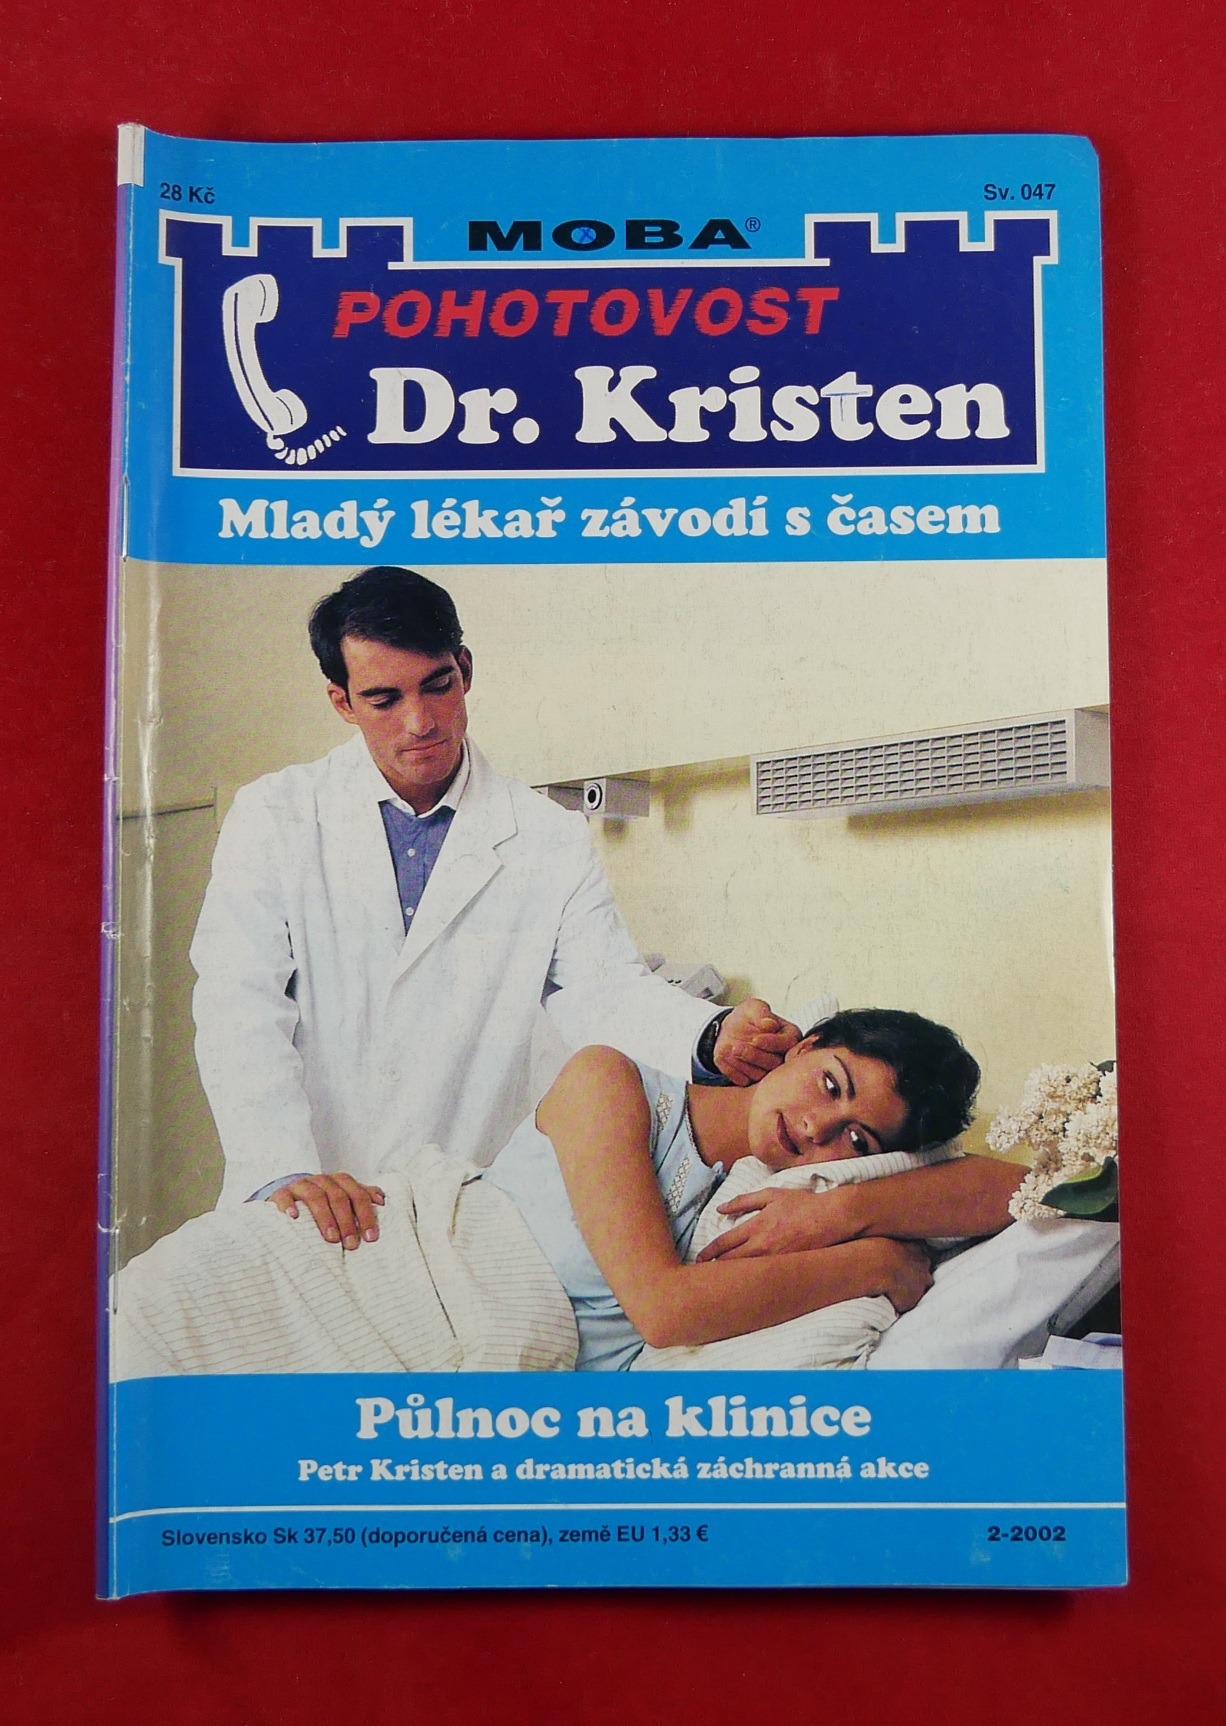 28 Kč
Sv. 047
MOBA®
POHOTOVOST
Dr. Kristen
Mladý lékař závodí s časem
Půlnoc na klinice
Petr Kristen a dramatická záchranná akce
Slovensko Sk 37,50 (doporučená cena), země EU 1,33 €
2-2002